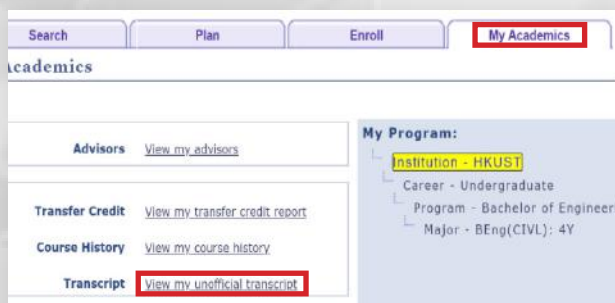 Search Plan Enroll My Academics
Academics
Advisors View my advisors
Transfer Credit View my transfer credit report
Course History View my course history
Transcript View my unofficial transcript
My Program:
Institution - HKUST
Career - Undergraduate
Program - Bachelor of Engineer
Major - BEng(CIVL): 4Y